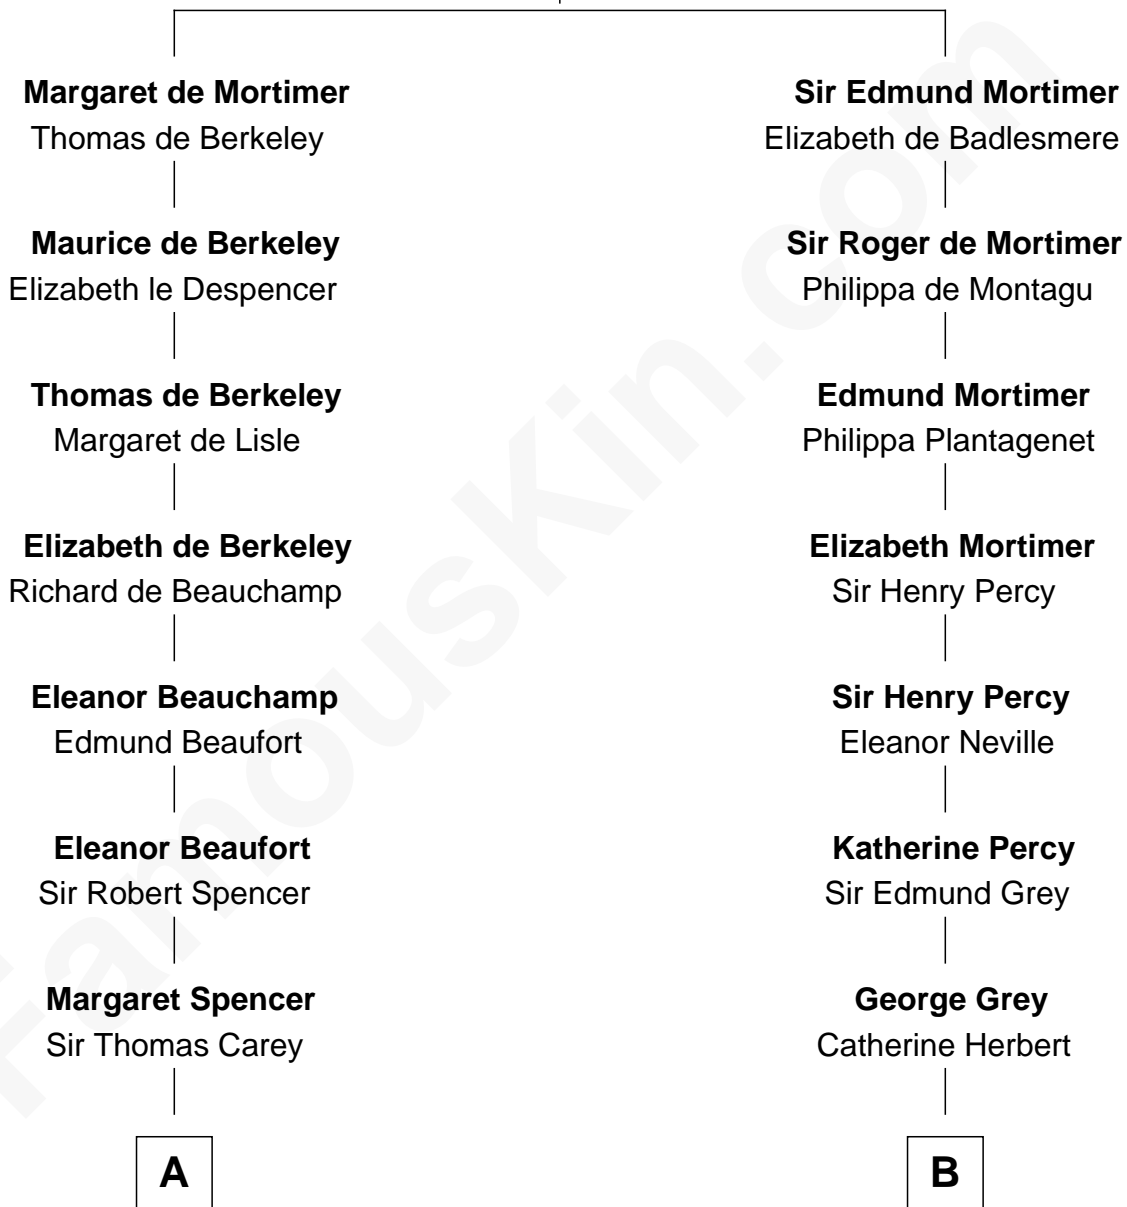 Margaret de Mortimer
Thomas de Berkeley
Maurice de Berkeley
Elizabeth le Despencer
Thomas de Berkeley
Margaret de Lisle
Elizabeth de Berkeley
Richard de Beauchamp
Eleanor Beauchamp
Edmund Beaufort
Eleanor Beaufort
Sir Robert Spencer
Margaret Spencer
Sir Thomas Carey
A
Sir Edmund Mortimer
Elizabeth de Badlesmere
Sir Roger de Mortimer
Philippa de Montagu
Edmund Mortimer
Philippa Plantagenet
Elizabeth Mortimer
Sir Henry Percy
Sir Henry Percy
Eleanor Neville
Katherine Percy
Sir Edmund Grey
George Grey
Catherine Herbert
B
FamousKin.com